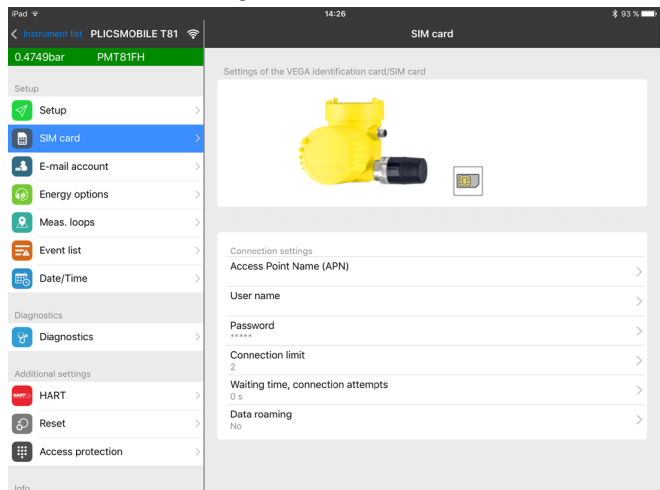 iPad 14:26 93 %
Instrument list PLICSMOBILE T81 SIM card
0.4749bar PMT81FH
Setup
Setup
SIM card
E-mail account
Energy options
Meas. loops
Event list
Date/Time
Diagnostics
Diagnostics
Additional settings
HART
HART
Reset
Access protection
Info
Settings of the VEGA identification card/SIM card
Connection settings
Access Point Name (APN)
User name
Password
*****
Connection limit
2
Waiting time, connection attempts
0 s
Data roaming
No